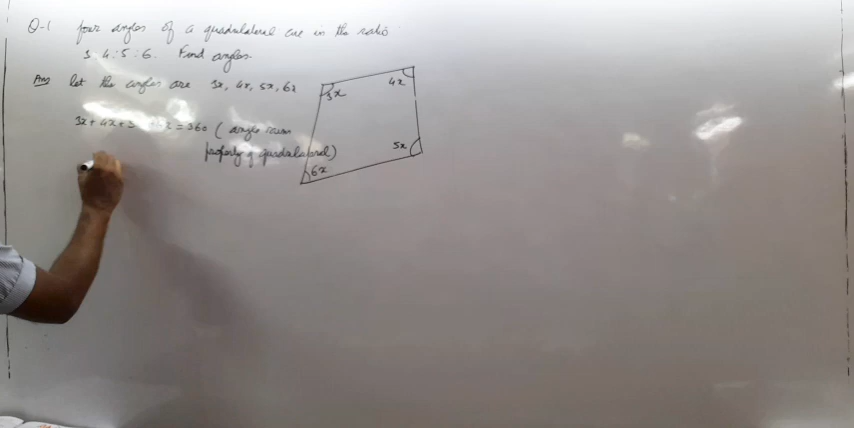 Q-1 four angles of a quadrilateral are in the ratio
3:4:5:6. Find angles
Ans let the angles are 3x, 4x, 5x, 6x
3x + 4x + 5 x = 360 (angle sum
property of quadrilateral)
3x
4x
5x
6x